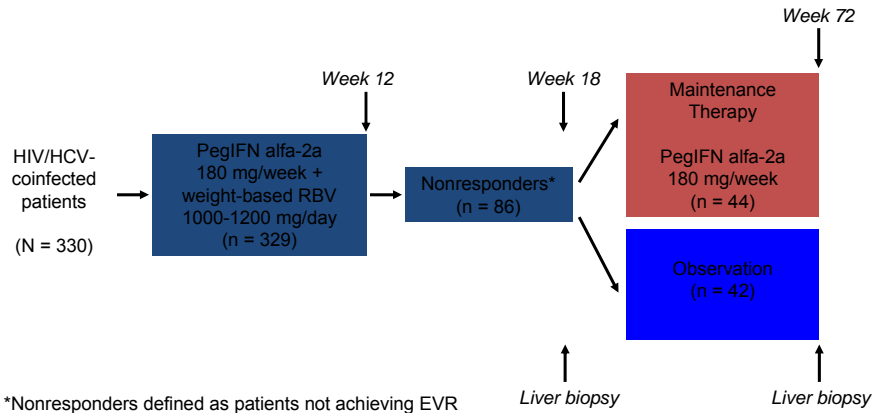 Week 72
Week 12
Week 18
HIV/HCV-
coinfected
patients
(N = 330)
PegIFN alfa-2a
180 mg/week +
weight-based RBV
1000-1200 mg/day
(n = 329)
Nonresponders*
(n = 86)
Maintenance
Therapy
PegIFN alfa-2a
180 mg/week
(n = 44)
Observation
(n = 42)
Liver biopsy
Liver biopsy
*Nonresponders defined as patients not achieving EVR